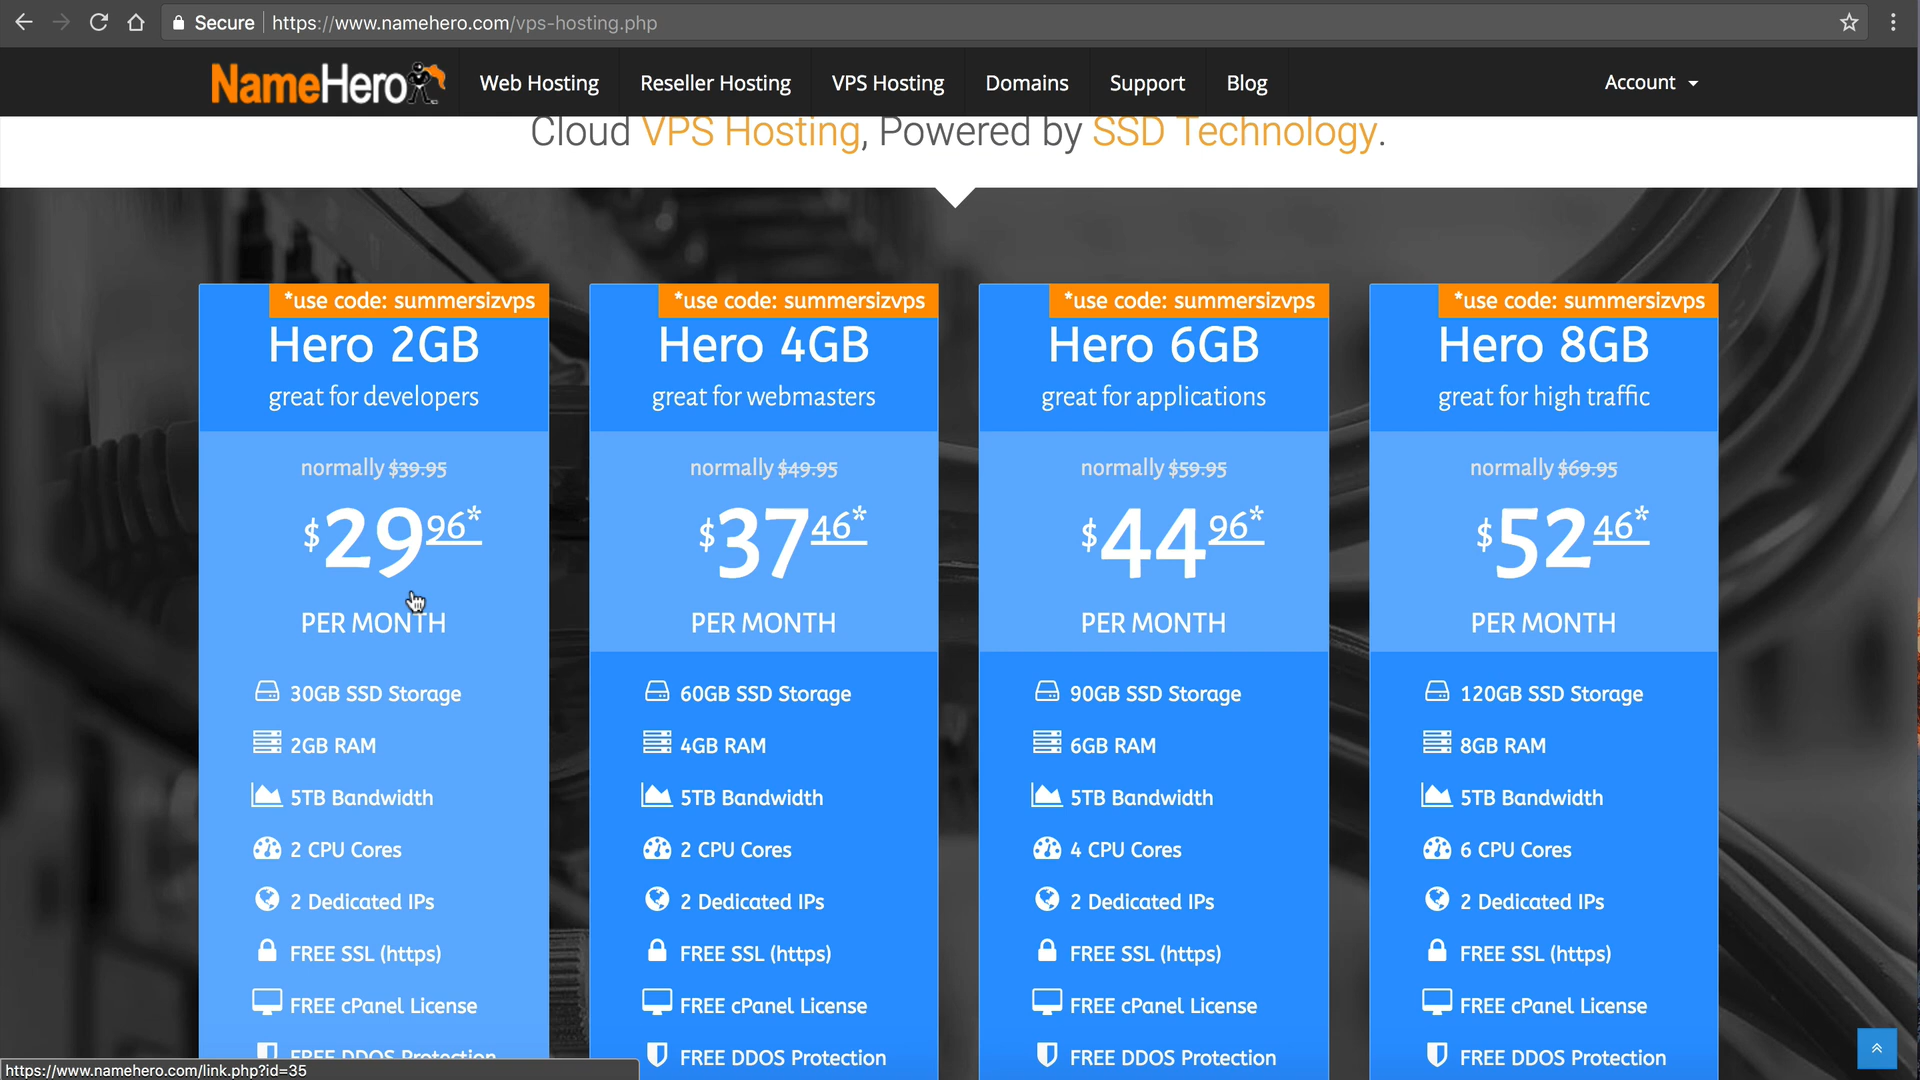 Secure https://www.namehero.com/vps-hosting.php
NameHero Web Hosting Reseller Hosting VPS Hosting Domains Support Blog Account
Cloud VPS Hosting, Powered by SSD Technology.
*use code: summersizvps
Hero 2GB
great for developers
normally $39.95
$29 96*
PER MONTH
30GB SSD Storage
2GB RAM
5TB Bandwidth
2 CPU Cores
2 Dedicated IPs
FREE SSL (https)
FREE cPanel License
FREE DDOS Protection
*use code: summersizvps
Hero 4GB
great for webmasters
normally $49.95
$37 46*
PER MONTH
60GB SSD Storage
4GB RAM
5TB Bandwidth
2 CPU Cores
2 Dedicated IPs
FREE SSL (https)
FREE cPanel License
FREE DDOS Protection
*use code: summersizvps
Hero 6GB
great for applications
normally $59.95
$44 96*
PER MONTH
90GB SSD Storage
6GB RAM
5TB Bandwidth
4 CPU Cores
2 Dedicated IPs
FREE SSL (https)
FREE cPanel License
FREE DDOS Protection
*use code: summersizvps
Hero 8GB
great for high traffic
normally $69.95
$52 46*
PER MONTH
120GB SSD Storage
8GB RAM
5TB Bandwidth
6 CPU Cores
2 Dedicated IPs
FREE SSL (https)
FREE cPanel License
FREE DDOS Protection
https://www.namehero.com/link.php?id=35